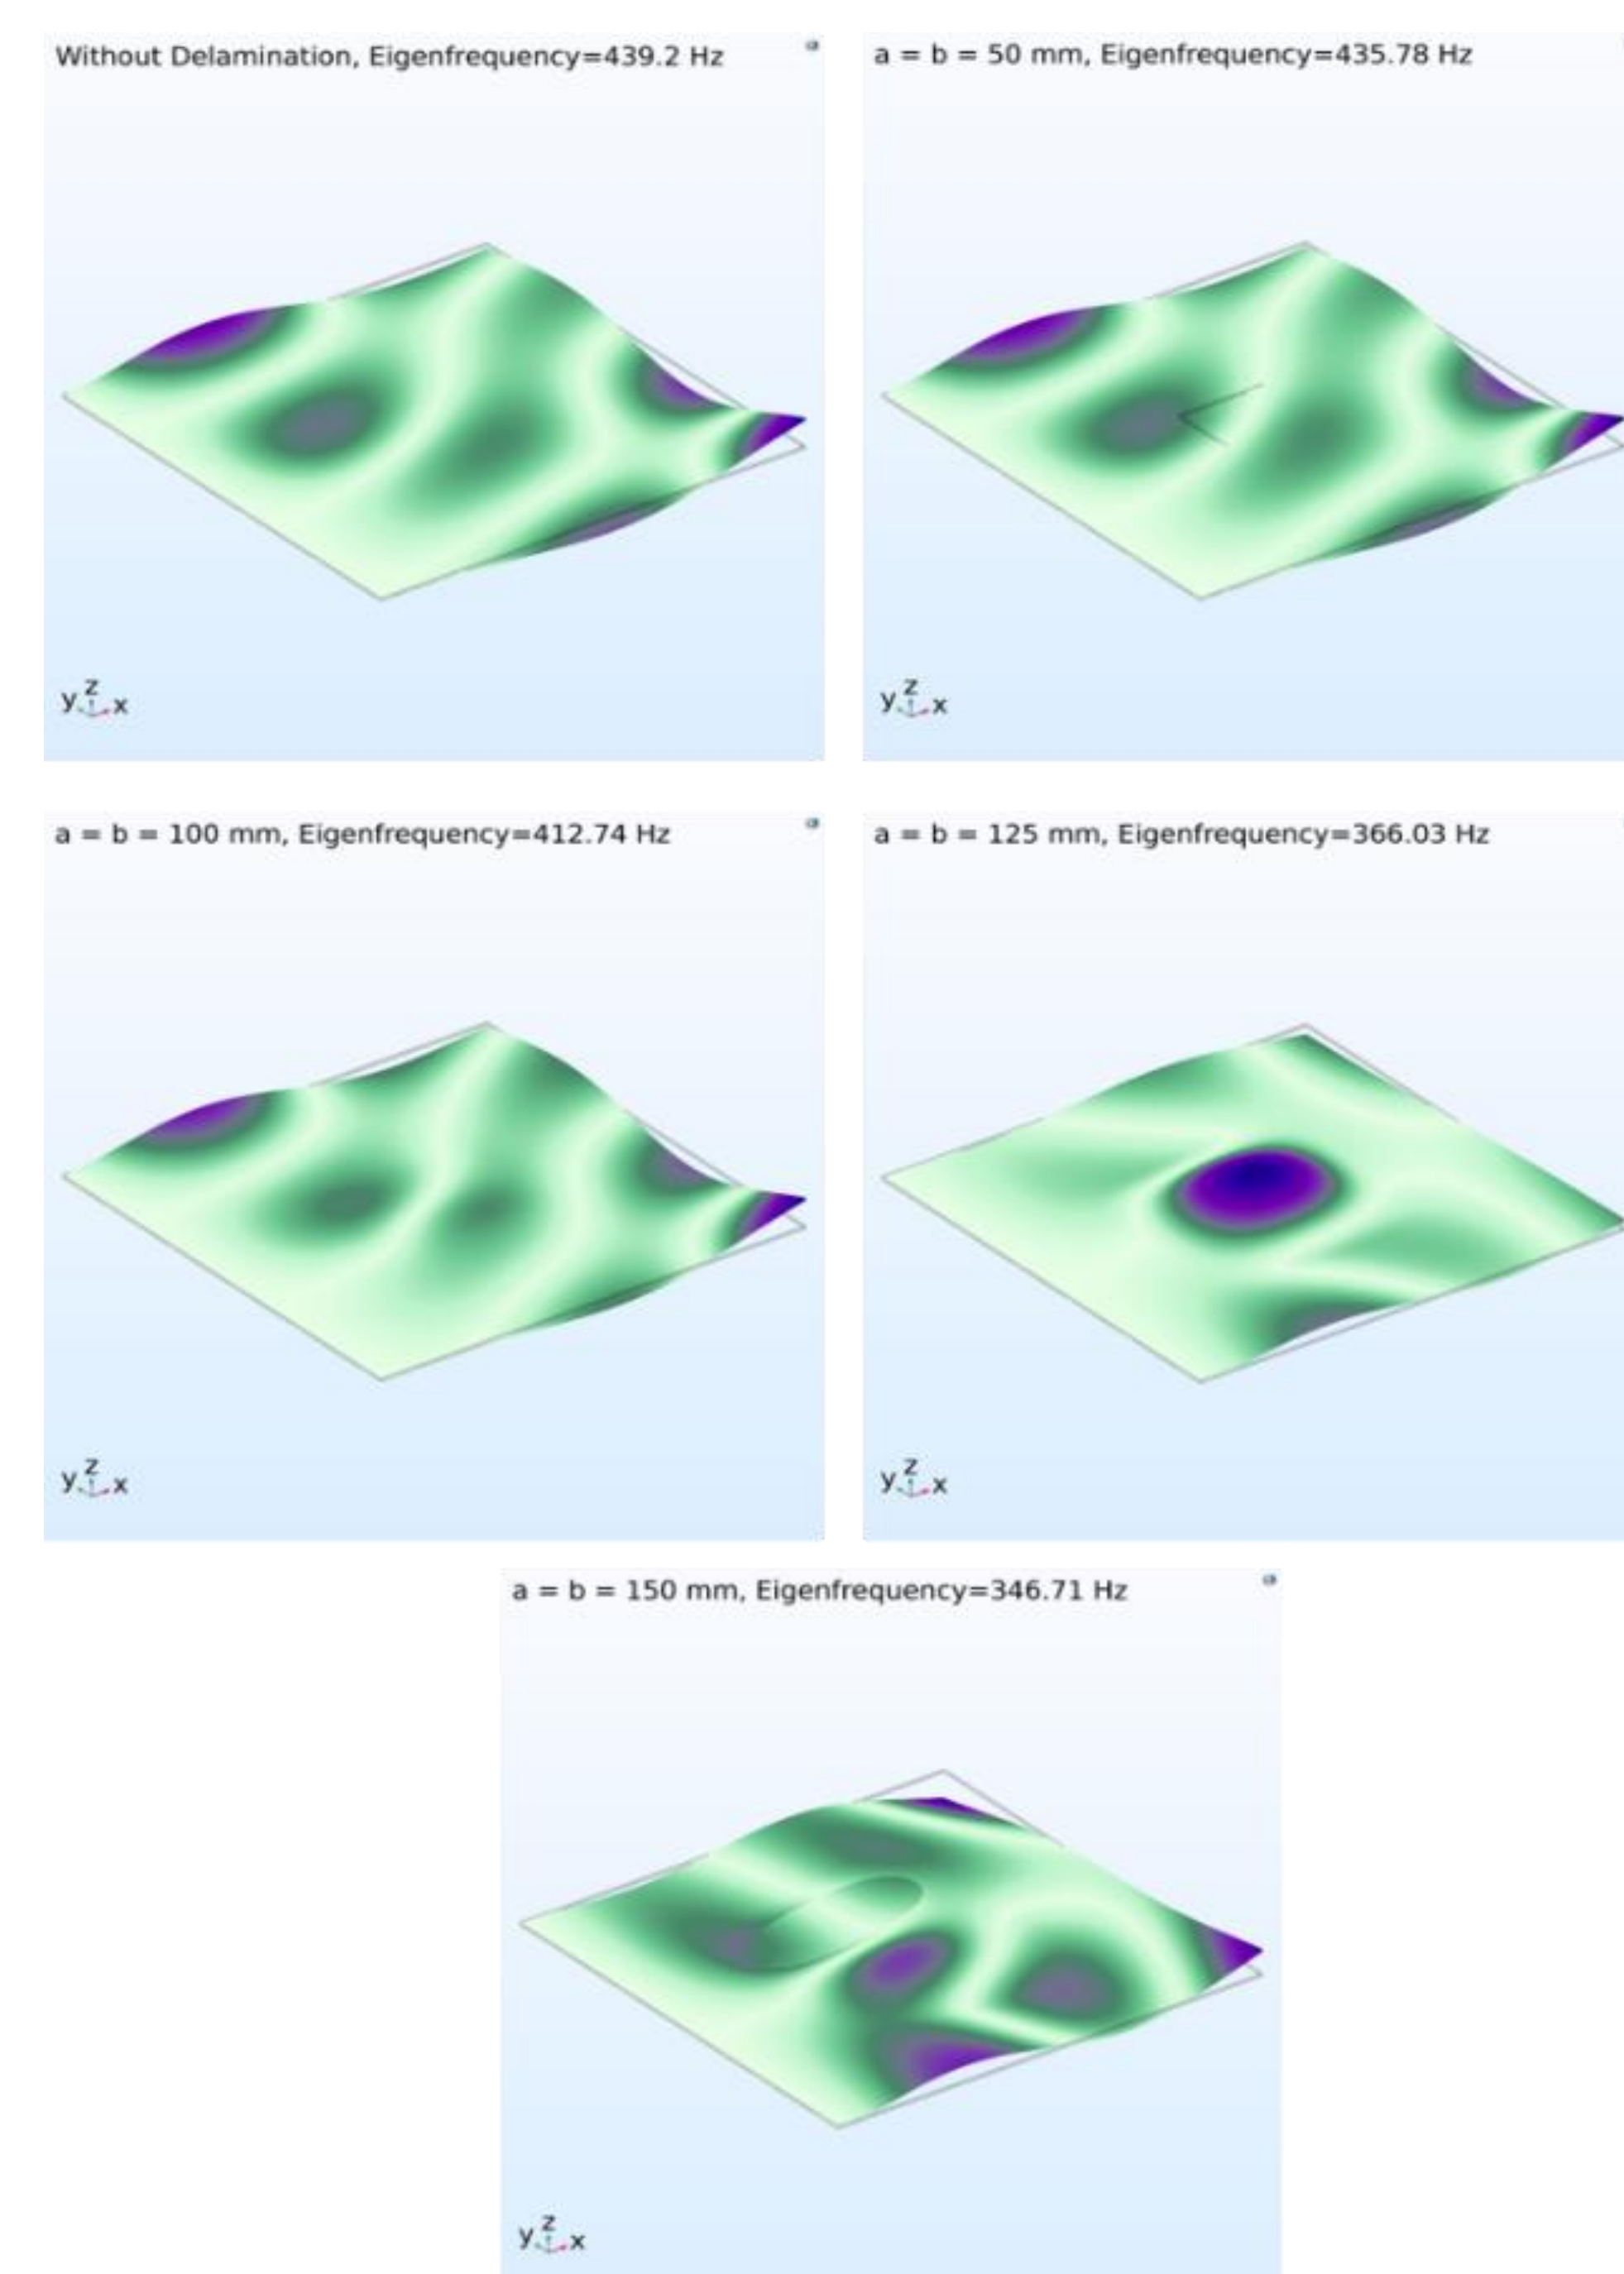 Without Delamination, Eigenfrequency=439.2 Hz
a = b = 50 mm, Eigenfrequency=435.78 Hz
y z x
y z x
a = b = 100 mm, Eigenfrequency=412.74 Hz
a = b = 125 mm, Eigenfrequency=366.03 Hz
y z x
y z x
a = b = 150 mm, Eigenfrequency=346.71 Hz
y z x